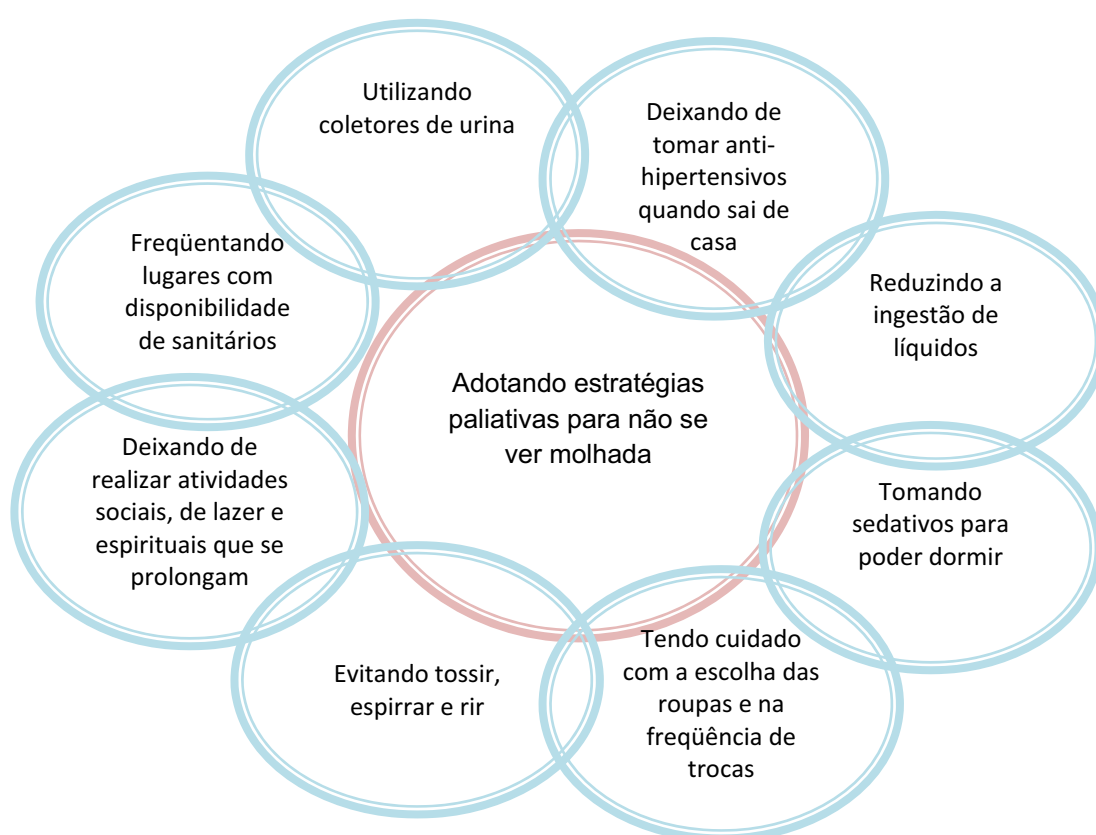 Utilizando
coletores de urina
Deixando de
tomar anti-
hipertensivos
quando sai de
casa
Reduzindo a
ingestão de
líquidos
Tomando
sedativos para
poder dormir
Tendo cuidado
com a escolha das
roupas e na
freqüência de
trocas
Evitando tossir,
espirrar e rir
Deixando de
realizar atividades
sociais, de lazer e
espirituais que se
prolongam
Freqüentando
lugares com
disponibilidade
de sanitários
Adotando estratégias
paliativas para não se
ver molhada